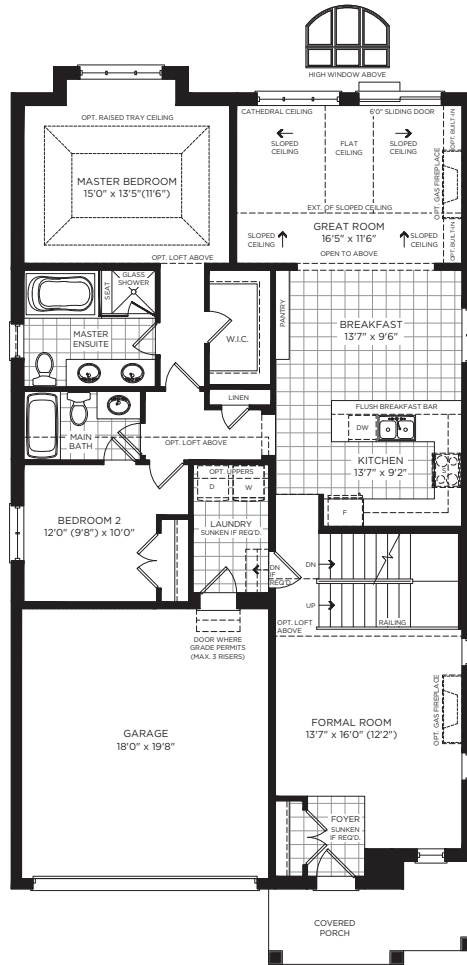 HIGH WINDOW ABOVE
OPT. RAISED TRAY CEILING
MASTER BEDROOM
15'0" x 13'5"(11'6")
OPT. LOFT ABOVE
CATHEDRAL CEILING
6'0" SLIDING DOOR
SLOPED
CEILING
FLAT
CEILING
SLOPED
CEILING
OPT. BUILT-IN
OPT. GAS FIREPLACE
OPT. BUILT-IN
EXT. OF SLOPED CEILING
GREAT ROOM
16'5" x 11'6"
OPEN TO ABOVE
SLOPED
CEILING
SLOPED
CEILING
SEAT
GLASS
SHOWER
MASTER
ENSUITE
W.I.C.
PANTRY
BREAKFAST
13'7" x 9'6"
LINEN
MAIN
BATH
OPT. LOFT ABOVE
FLUSH BREAKFAST BAR
DW
KITCHEN
13'7" x 9'2"
S
F
BEDROOM 2
12'0" (9'8") x 10'0"
OPT. UPPERS
D
W
LAUNDRY
SUNKEN IF REQ'D.
DN
IF
REQ'D
DN
UP
OPT. LOFT
ABOVE
RAILING
DOOR WHERE
GRADE PERMITS
(MAX. 3 RISERS)
GARAGE
18'0" x 19'8"
FORMAL ROOM
13'7" x 16'0" (12'2")
OPT. GAS FIREPLACE
FOYER
SUNKEN
IF REQ'D.
COVERED
PORCH